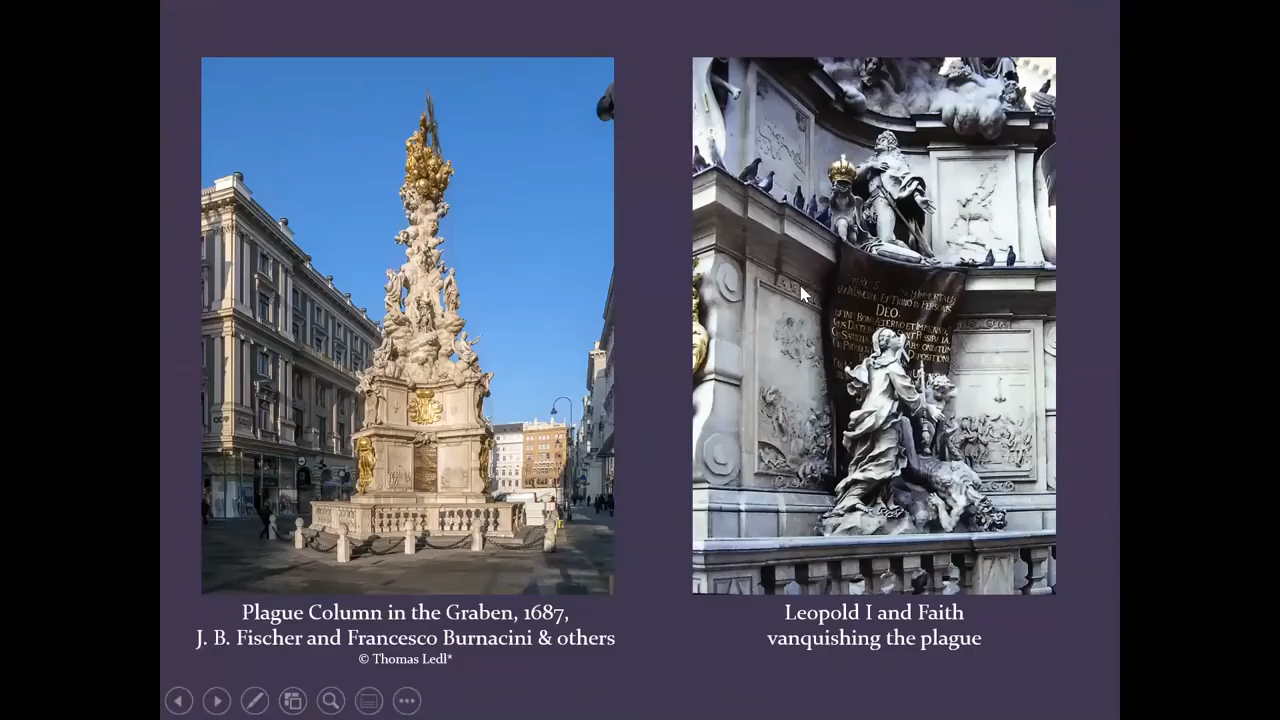 DEO.
Plague Column in the Graben, 1687,
J. B. Fischer and Francesco Burnacini & others
© Thomas Ledl*
Leopold I and Faith
vanquishing the plague